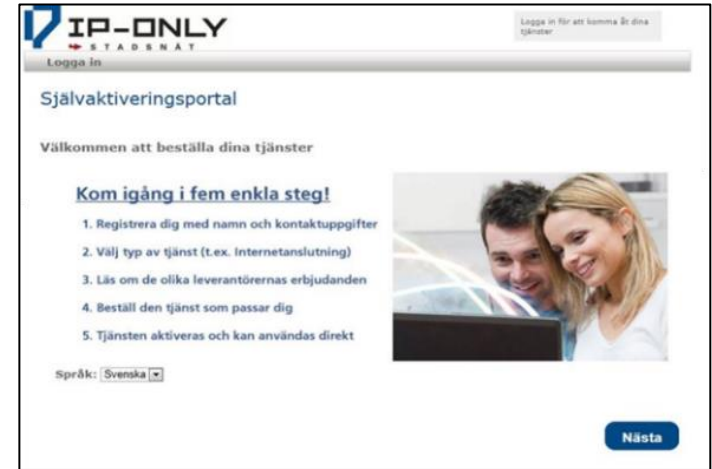 IP-ONLY
STADSNÄT
Logga in för att komma åt dina
tjänster
Logga in
Självaktiveringsportal
Välkommen att beställa dina tjänster
Kom igång i fem enkla steg!
1. Registrera dig med namn och kontaktuppgifter
2. Välj typ av tjänst (t.ex. Internetanslutning)
3. Läs om de olika leverantörernas erbjudanden
4. Beställ den tjänst som passar dig
5. Tjänsten aktiveras och kan användas direkt
Språk: Svenska
Nästa